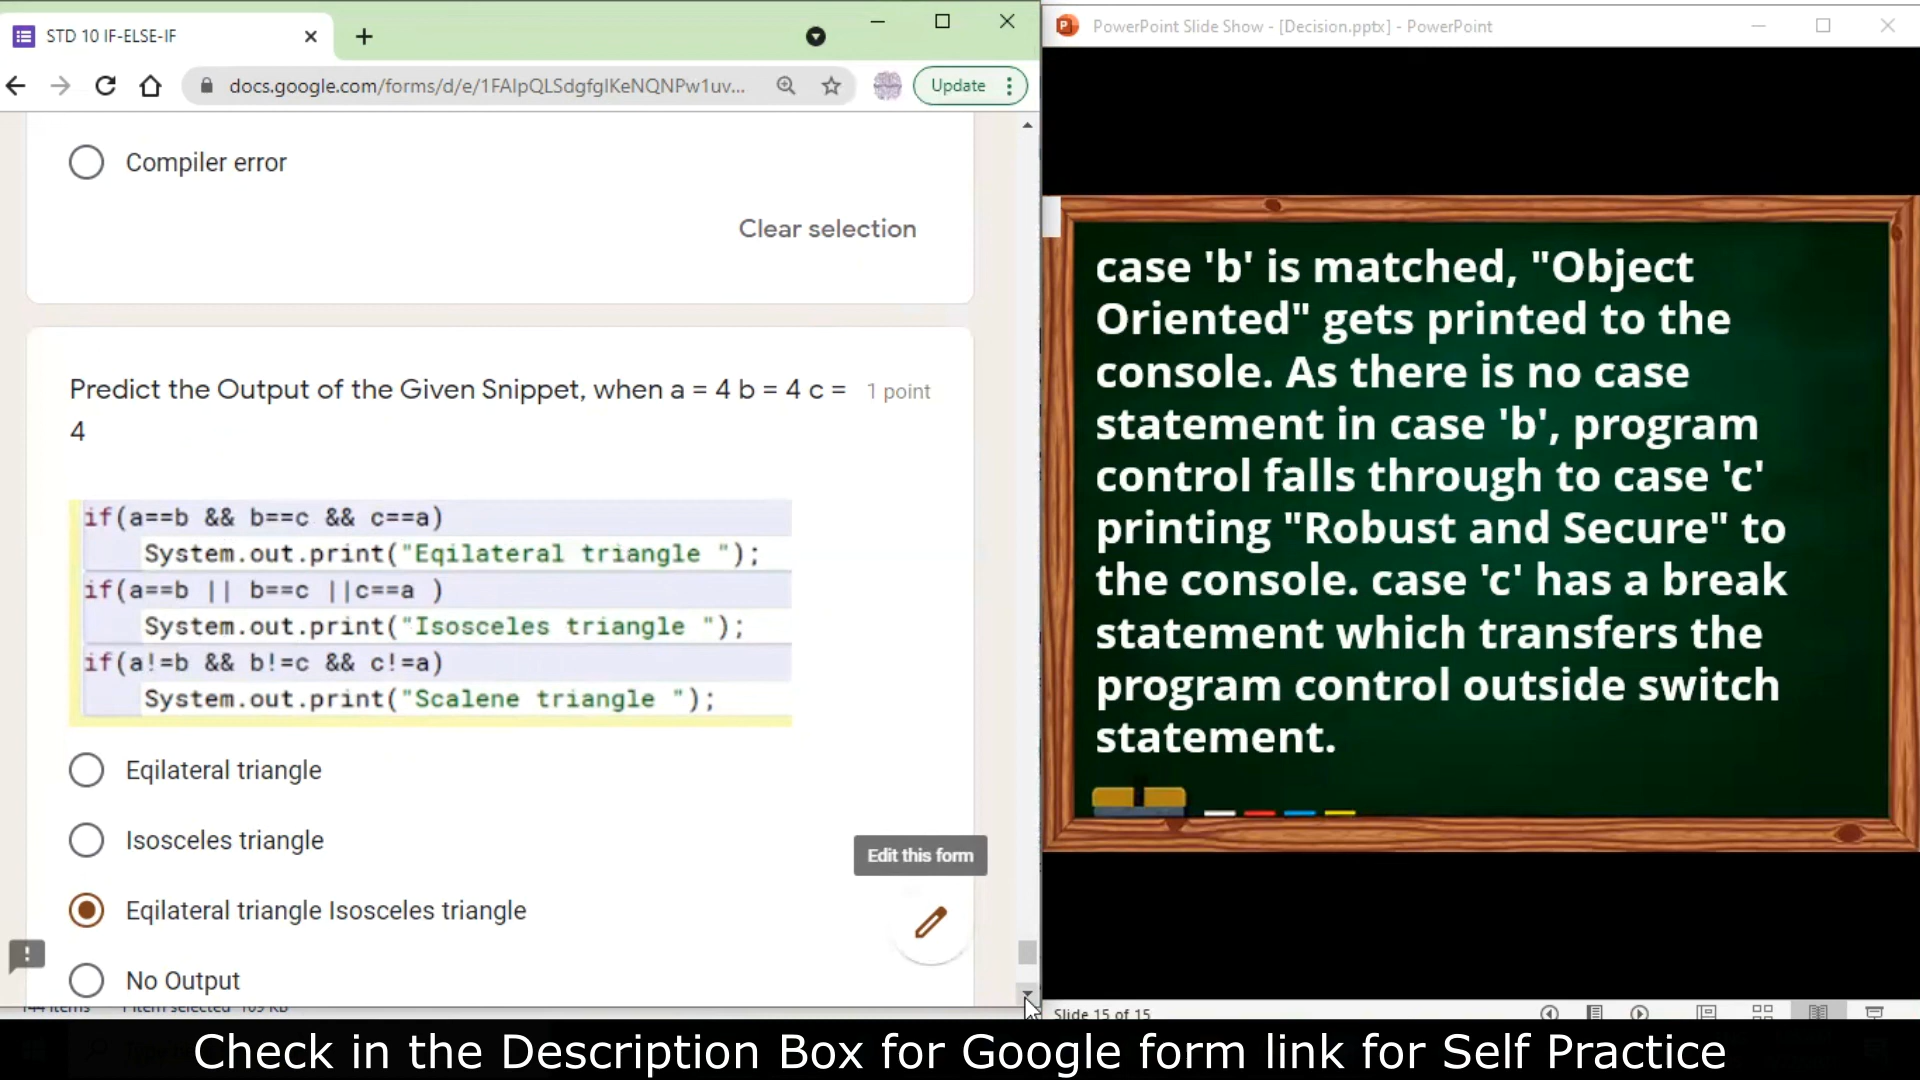 STD 10 IF-ELSE-IF
docs.google.com/forms/d/e/1FAIpQLSdgfglKeNQNPw1uv...
Update
Compiler error
Clear selection
Predict the Output of the Given Snippet, when a = 4 b = 4 c =
4
1 point
if(a==b && b==c && c==a)
System.out.print("Eqilateral triangle ");
if(a==b || b==c ||c==a )
System.out.print("Isosceles triangle ");
if(a!=b && b!=c && c!=a)
System.out.print("Scalene triangle ");
Eqilateral triangle
Isosceles triangle
Edit this form
Eqilateral triangle Isosceles triangle
No Output
PowerPoint Slide Show - [Decision.pptx] - PowerPoint
case 'b' is matched, "Object
Oriented" gets printed to the
console. As there is no case
statement in case 'b', program
control falls through to case 'c'
printing "Robust and Secure" to
the console. case 'c' has a break
statement which transfers the
program control outside switch
statement.
Slide 15 of 15
Check in the Description Box for Google form link for Self Practice